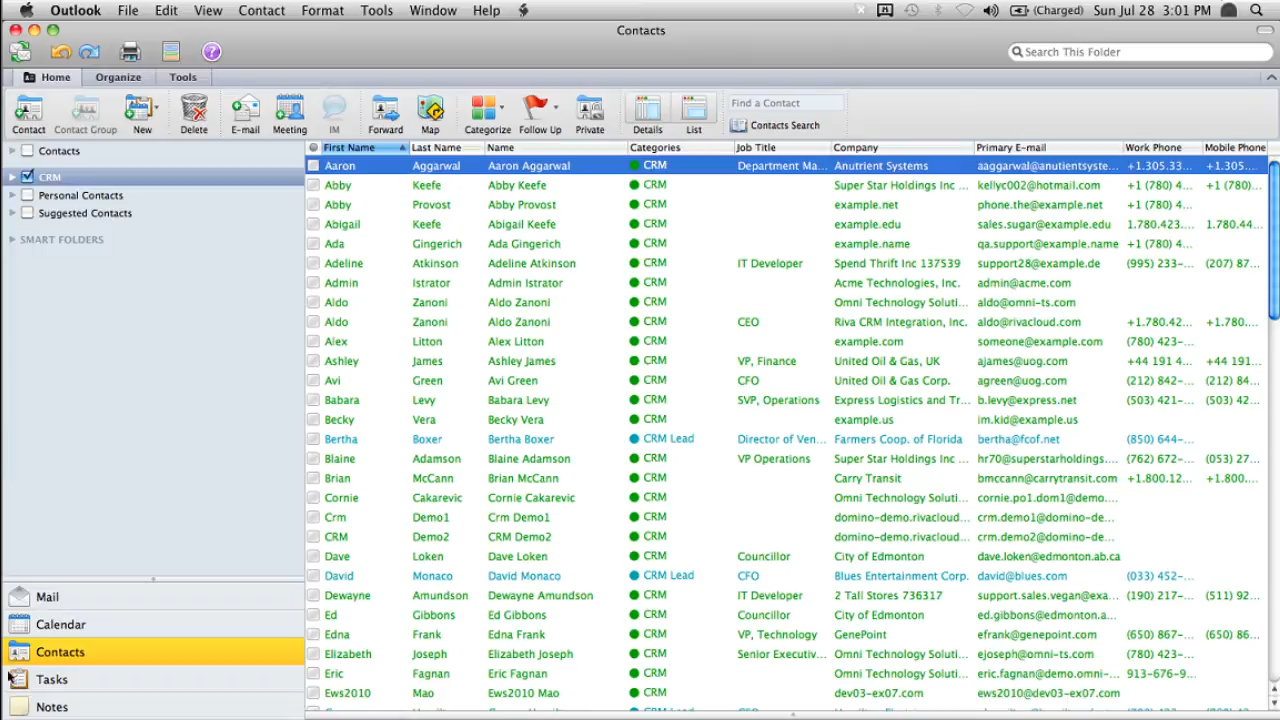 Outlook File Edit View Contact Format Tools Window Help (Charged) Sun Jul 28 3:01 PM
Contacts
Search This Folder
Home Organize Tools
Find a Contact
Contacts Search
Contact Contact Group New Delete E-mail Meeting IM Forward Map Categorize Follow Up Private Details List
Contacts
CRM
Personal Contacts
Suggested Contacts
SMART FOLDERS
First Name Last Name Name Categories Job Title Company Primary E-mail Work Phone Mobile Phone
Aaron Aggarwal Aaron Aggarwal CRM Department Ma... Anutrient Systems aaggarwal@anutientsyste... +1.305.33... +1.305....
Abby Keefe Abby Keefe CRM Super Star Holdings Inc ... kellyc002@hotmail.com +1 (780) 4... +1 (780)...
Abby Provost Abby Provost CRM example.net phone.the@example.net +1 (780) 4...
Abigail Keefe Abigail Keefe CRM example.edu sales.sugar@example.edu 1.780.423.... 1.780.44...
Ada Gingerich Ada Gingerich CRM example.name qa.support@example.name +1 (780) 4...
Adeline Atkinson Adeline Atkinson CRM IT Developer Spend Thrift Inc 137539 support28@example.de (995) 233-... (207) 87...
Admin Istrator Admin Istrator CRM Acme Technologies, Inc. admin@acme.com
Aldo Zanoni Aldo Zanoni CRM Omni Technology Soluti... aldo@omni-ts.com
Aldo Zanoni Aldo Zanoni CRM CEO Riva CRM Integration, Inc. aldo@rivacloud.com +1.780.42... +1.780....
Alex Litton Alex Litton CRM example.com someone@example.com (780) 423-...
Ashley James Ashley James CRM VP, Finance United Oil & Gas, UK ajames@uog.com +44 191 4... +44 191...
Avi Green Avi Green CRM CFO United Oil & Gas Corp. agreen@uog.com (212) 842-... (212) 84...
Babara Levy Babara Levy CRM SVP, Operations Express Logistics and Tr... b.levy@express.net (503) 421-... (503) 42...
Becky Vera Becky Vera CRM example.us im.kid@example.us
Bertha Boxer Bertha Boxer CRM Lead Director of Ven... Farmers Coop. of Florida bertha@fcof.net (850) 644-...
Blaine Adamson Blaine Adamson CRM VP Operations Super Star Holdings Inc ... hr70@superstarholdings.... (762) 672-... (053) 27...
Brian McCann Brian McCann CRM Carry Transit bmccann@carrytransit.com +1.800.12... +1.800....
Cornie Cakarevic Cornie Cakarevic CRM Omni Technology Soluti... cornie.po1.dom1@demo....
Crm Demo1 Crm Demo1 CRM domino-demo.rivacloud... crm.demo1@domino-de...
CRM Demo2 CRM Demo2 CRM domino-demo.rivacloud... crm.demo2@domino-de...
Dave Loken Dave Loken CRM Councillor City of Edmonton dave.loken@edmonton.ab.ca
David Monaco David Monaco CRM Lead CFO Blues Entertainment Corp. david@blues.com (033) 452-...
Dewayne Amundson Dewayne Amundson CRM IT Developer 2 Tall Stores 736317 support.sales.vegan@exa... (190) 217-... (511) 92...
Ed Gibbons Ed Gibbons CRM Councillor City of Edmonton ed.gibbons@edmonton.a...
Edna Frank Edna Frank CRM VP, Technology GenePoint efrank@genepoint.com (650) 867-... (650) 86...
Elizabeth Joseph Elizabeth Joseph CRM Senior Executiv... Omni Technology Soluti... ejoseph@omni-ts.com (780) 423-...
Eric Fagnan Eric Fagnan CRM Omni Technology Soluti... eric.fagnan@demo.omni-... 913-676-9...
Ews2010 Mao Ews2010 Mao CRM dev03-ex07.com ews2010@dev03-ex07.com
Mail
Calendar
Contacts
Tasks
Notes